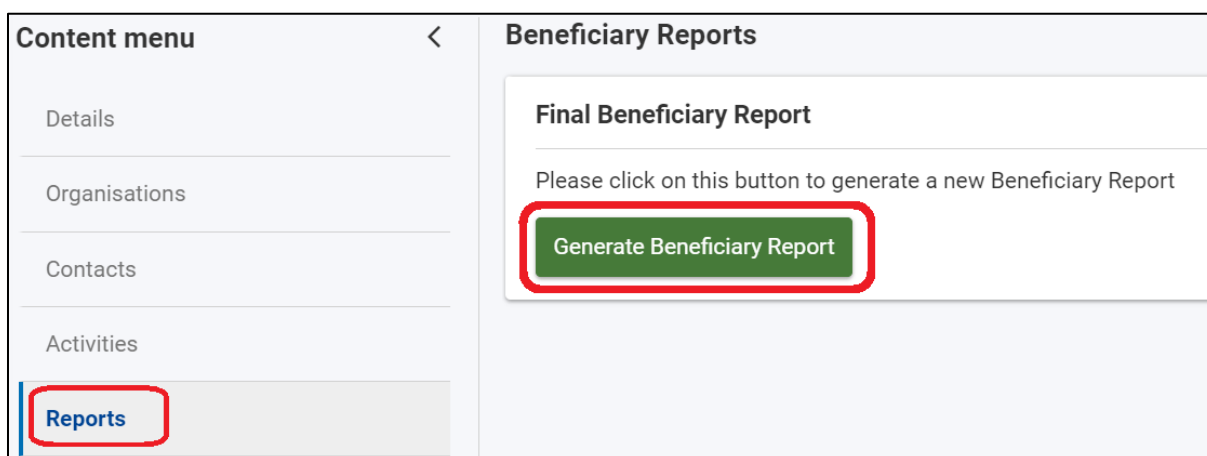 Content menu
Details
Organisations
Contacts
Activities
Reports
Beneficiary Reports
Final Beneficiary Report
Please click on this button to generate a new Beneficiary Report
Generate Beneficiary Report